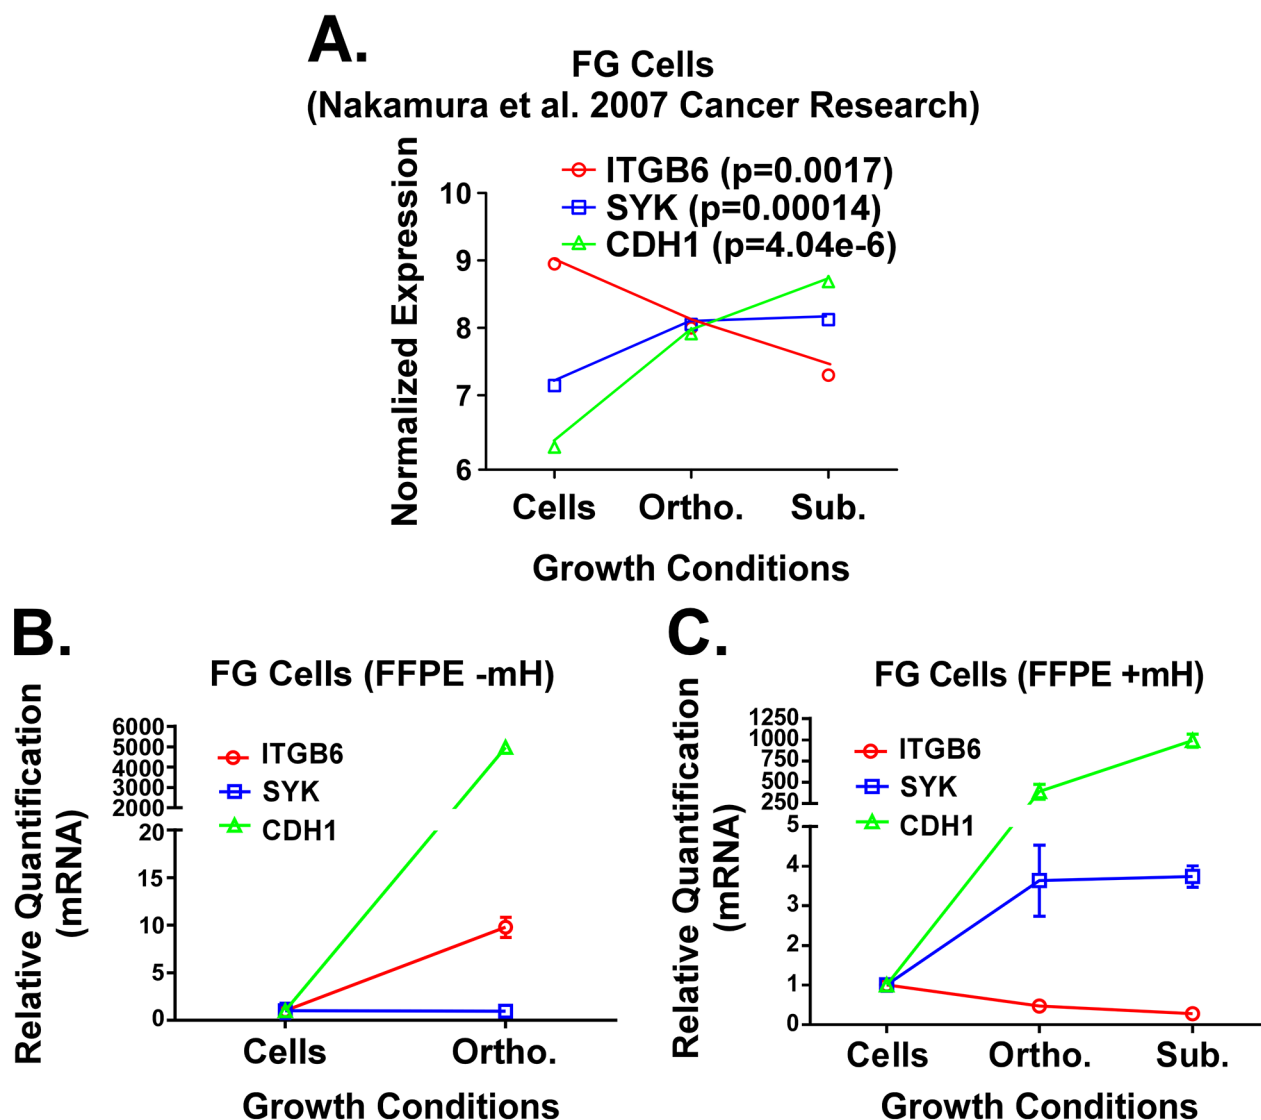 A.
FG Cells
(Nakamura et al. 2007 Cancer Research)
Normalized Expression
ITGB6 (p=0.0017)
SYK (p=0.00014)
CDH1 (p=4.04e-6)
10
9
8
7
6
Cells Ortho. Sub.
Growth Conditions
B.
FG Cells (FFPE -mH)
Relative Quantification
(mRNA)
6000
5000
4000
3000
2000
20
15
10
5
0
ITGB6
SYK
CDH1
Cells Ortho.
Growth Conditions
C.
FG Cells (FFPE +mH)
Relative Quantification
(mRNA)
1250
1000
750
500
250
5
4
3
2
1
0
ITGB6
SYK
CDH1
Cells Ortho. Sub.
Growth Conditions